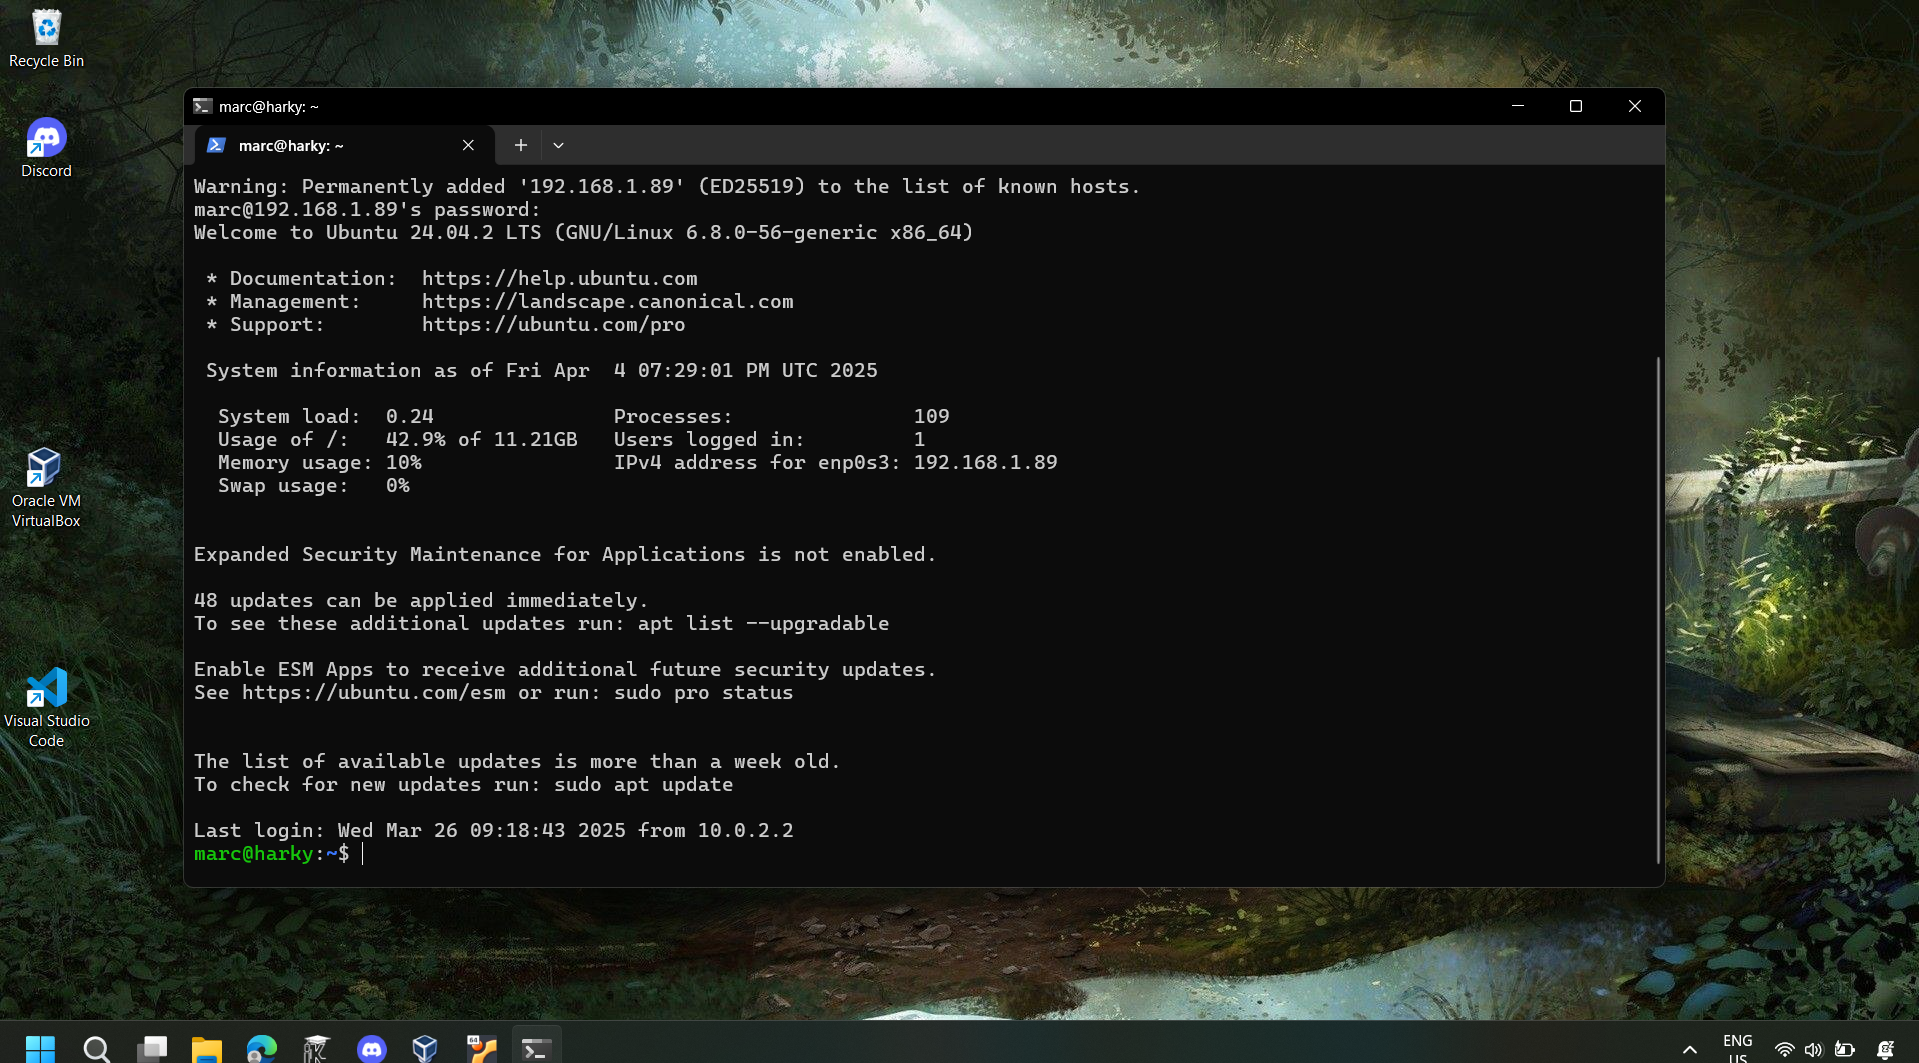 Recycle Bin
Discord
Oracle VM
VirtualBox
Visual Studio
Code
marc@harky: ~
marc@harky: ~
Warning: Permanently added '192.168.1.89' (ED25519) to the list of known hosts.
marc@192.168.1.89's password:
Welcome to Ubuntu 24.04.2 LTS (GNU/Linux 6.8.0-56-generic x86_64)
* Documentation: https://help.ubuntu.com
* Management: https://landscape.canonical.com
* Support: https://ubuntu.com/pro
System information as of Fri Apr 4 07:29:01 PM UTC 2025
System load: 0.24 Processes: 109
Usage of /: 42.9% of 11.21GB Users logged in: 1
Memory usage: 10% IPv4 address for enp0s3: 192.168.1.89
Swap usage: 0%
Expanded Security Maintenance for Applications is not enabled.
48 updates can be applied immediately.
To see these additional updates run: apt list --upgradable
Enable ESM Apps to receive additional future security updates.
See https://ubuntu.com/esm or run: sudo pro status
The list of available updates is more than a week old.
To check for new updates run: sudo apt update
Last login: Wed Mar 26 09:18:43 2025 from 10.0.2.2
marc@harky:~$
64
ENG
US